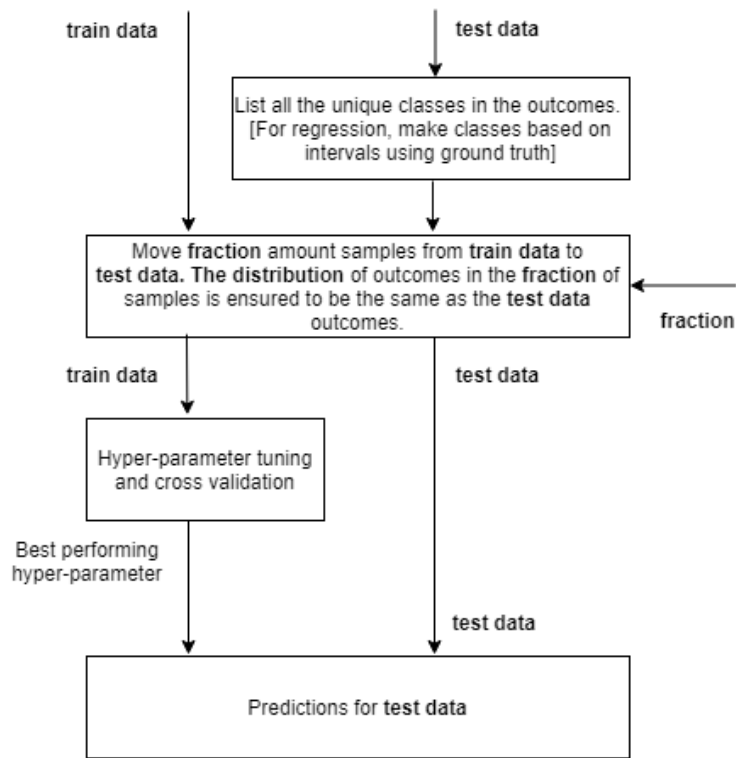 train data
test data
List all the unique classes in the outcomes.
[For regression, make classes based on
intervals using ground truth]
Move fraction amount samples from train data to
test data. The distribution of outcomes in the fraction of
samples is ensured to be the same as the test data
outcomes.
fraction
train data
test data
Hyper-parameter tuning
and cross validation
Best performing
hyper-parameter
test data
Predictions for test data